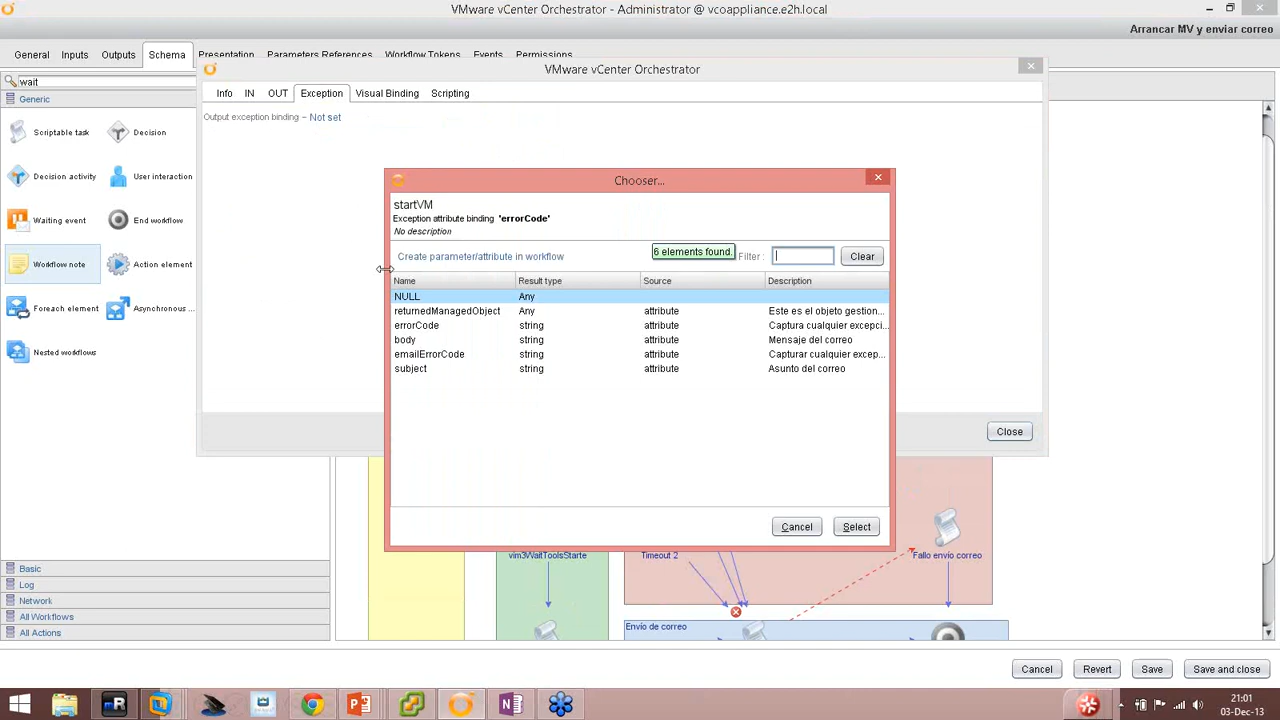 VMware vCenter Orchestrator - Administrator @ vcoappliance.e2h.local
Arrancar MV y enviar correo
General Inputs Outputs Schema Presentation Parameters References Workflow Tokens Events Permissions
wait
Generic
Scriptable task Decision
Decision activity User interaction
Waiting event End workflow
Workflow note Action element
Foreach element Asynchronous ...
Nested workflows
Basic
Log
Network
All Workflows
All Actions
VMware vCenter Orchestrator
Info IN OUT Exception Visual Binding Scripting
Output exception binding - Not set
Close
Chooser...
startVM
Exception attribute binding 'errorCode'
No description
Create parameter/attribute in workflow 6 elements found. Filter : Clear
Name Result type Source Description
NULL Any
returnedManagedObject Any attribute Este es el objeto gestion...
errorCode string attribute Captura cualquier excepci...
body string attribute Mensaje del correo
emailErrorCode string attribute Capturar cualquier excep...
subject string attribute Asunto del correo
Cancel Select
vim3WaitToolsStarte Timeout 2 Fallo envío correo
Envío de correo
Cancel Revert Save Save and close
21:01
03-Dec-13